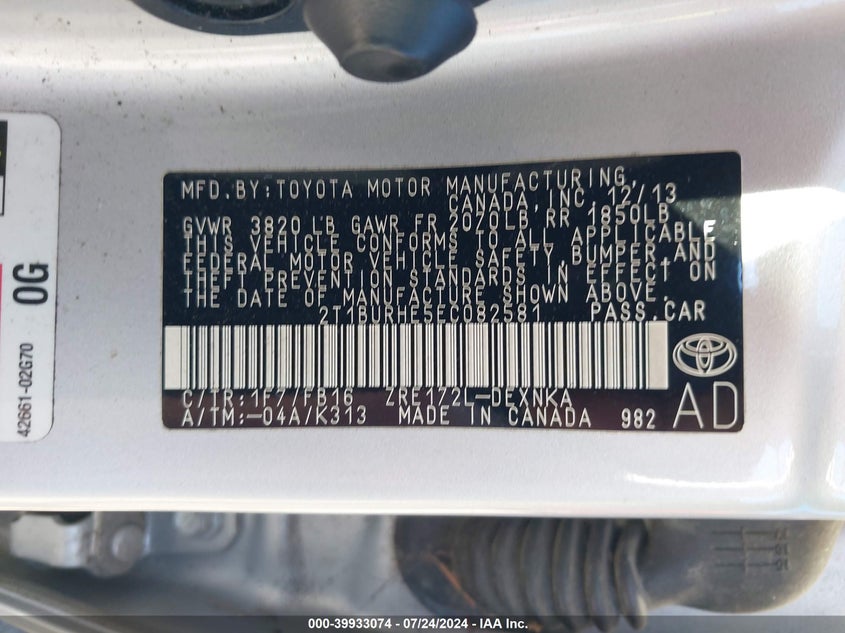 MFD. BY: TOYOTA MOTOR MANUFACTURING,
CANADA, INC. 12/13
GVWR 3820 LB GAWR FR 2070LB RR 1850LB
THIS VEHICLE CONFORMS TO ALL APPLICABLE
FEDERAL MOTOR VEHICLE SAFETY, BUMPER, AND
THEFT PREVENTION STANDARDS IN EFFECT ON
THE DATE OF MANUFACTURE SHOWN ABOVE.
2T1BURHE5EC082581 PASS. CAR
C/TR: 1F7/FB16 ZRE172L-DEXNKA
A/TM: -04A/K313 MADE IN CANADA 982
AD
42661-02G70
0G
000-39933074 / 07/24/2024 - IAA Inc.